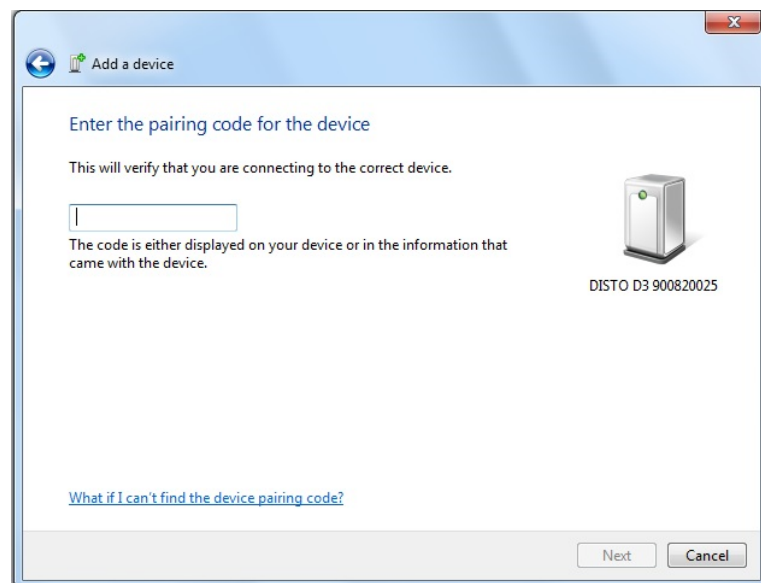 Add a device
Enter the pairing code for the device
This will verify that you are connecting to the correct device.
The code is either displayed on your device or in the information that
came with the device.
DISTO D3 900820025
What if I can't find the device pairing code?
Next
Cancel